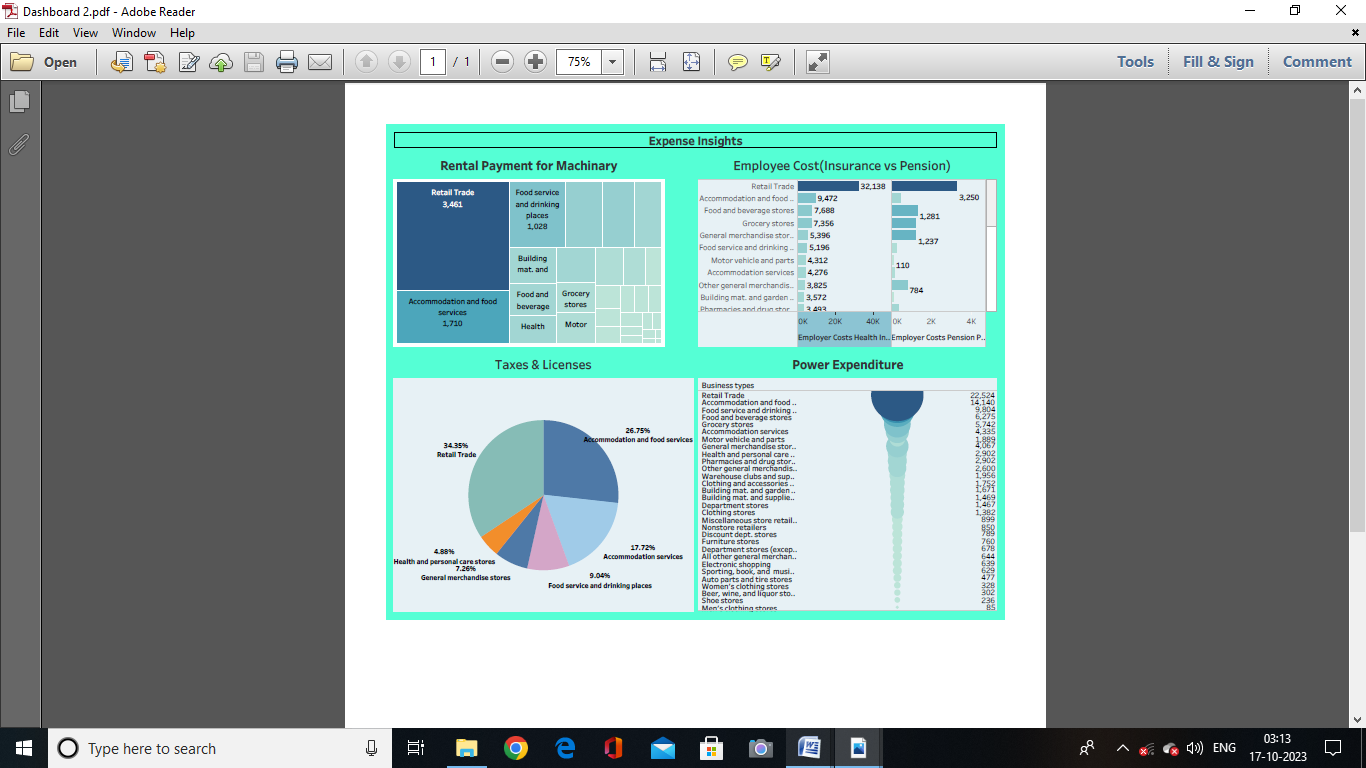 Dashboard 2.pdf - Adobe Reader
File Edit View Window Help
Open
1 / 1
75%
Tools Fill & Sign Comment
Expense Insights
Rental Payment for Machinary
Retail Trade
3,461
Food service
and drinking
places
1,028
Building
mat. and
Food and
beverage
Grocery
stores
Health
Motor
Accommodation and food
services
1,710
Employee Cost(Insurance vs Pension)
Retail Trade 32,138
Accommodation and food .. 9,472 3,250
Food and beverage stores 7,688
1,281
Grocery stores 7,356
General merchandise stor.. 5,396
1,237
Food service and drinking .. 5,196
Motor vehicle and parts 4,312
110
Accommodation services 4,276
Other general merchandis.. 3,825
784
Building mat. and garden .. 3,572
Pharmacies and drug stor.. 3,493
0K 20K 40K 0K 2K 4K
Employer Costs Health In.. Employer Costs Pension P..
Taxes & Licenses
26.75%
Accommodation and food services
34.35%
Retail Trade
17.72%
Accommodation services
4.88%
Health and personal care stores
7.26%
General merchandise stores
9.04%
Food service and drinking places
Power Expenditure
Business types
Retail Trade 22,524
Accommodation and food .. 14,140
Food service and drinking .. 9,804
Food and beverage stores 6,275
Grocery stores 5,742
Accommodation services 4,335
Motor vehicle and parts 1,889
General merchandise stor.. 4,067
Health and personal care .. 2,902
Pharmacies and drug stor.. 2,902
Other general merchandis.. 2,600
Warehouse clubs and sup.. 1,956
Clothing and accessories .. 1,752
Building mat. and garden .. 1,671
Building mat. and supplie.. 1,469
Department stores 1,467
Clothing stores 1,382
Miscellaneous store retail.. 899
Nonstore retailers 850
Discount dept. stores 789
Furniture stores 760
Department stores (excep.. 678
All other general merchan.. 644
Electronic shopping 639
Sporting, book, and musi.. 629
Auto parts and tire stores 477
Women's clothing stores 328
Beer, wine, and liquor sto.. 302
Shoe stores 236
Men's clothing stores 85
Type here to search
ENG
03:13
17-10-2023